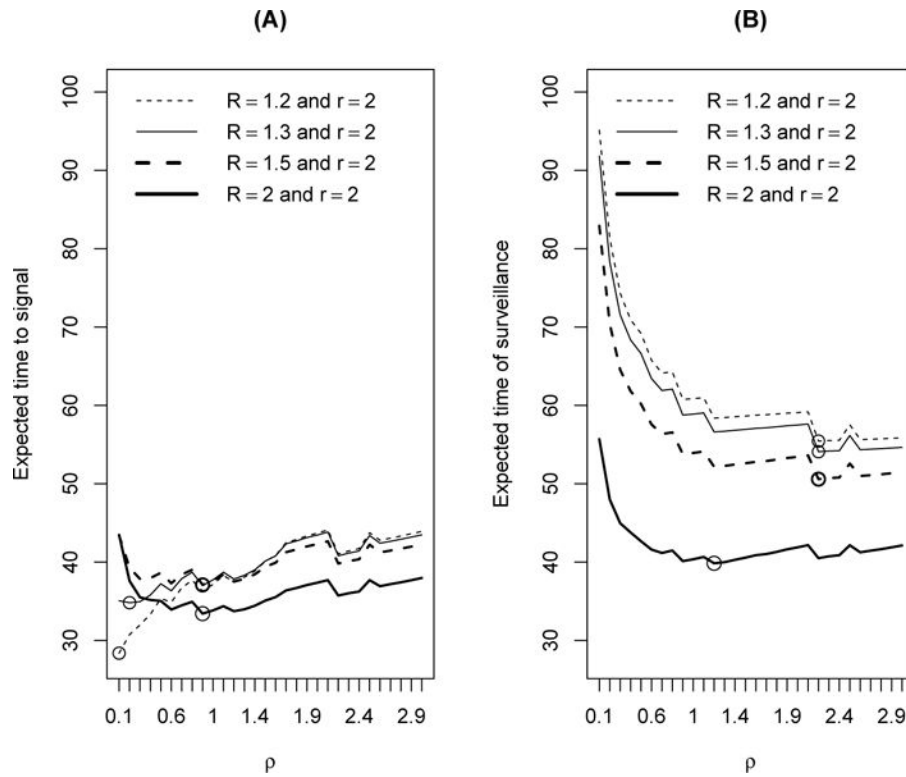 (A)
Expected time to signal
100
90
80
70
60
50
40
30
R = 1.2 and r = 2
R = 1.3 and r = 2
R = 1.5 and r = 2
R = 2 and r = 2
0.1 0.6 1 1.4 1.9 2.4 2.9
ρ
(B)
Expected time of surveillance
100
90
80
70
60
50
40
30
R = 1.2 and r = 2
R = 1.3 and r = 2
R = 1.5 and r = 2
R = 2 and r = 2
0.1 0.6 1 1.4 1.9 2.4 2.9
ρ